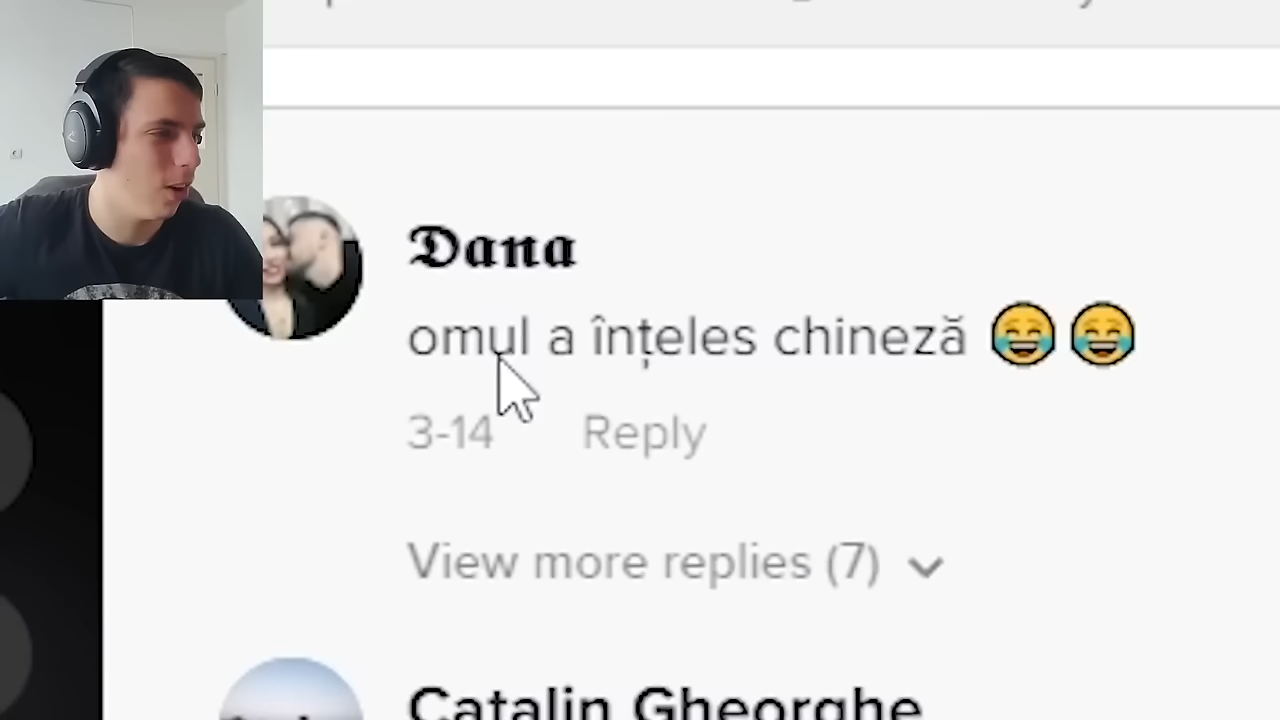 𝕯𝖆𝖓𝖆
omul a înțeles chineză 😂 😂
3-14 Reply
View more replies (7)
Catalin Gheorghe